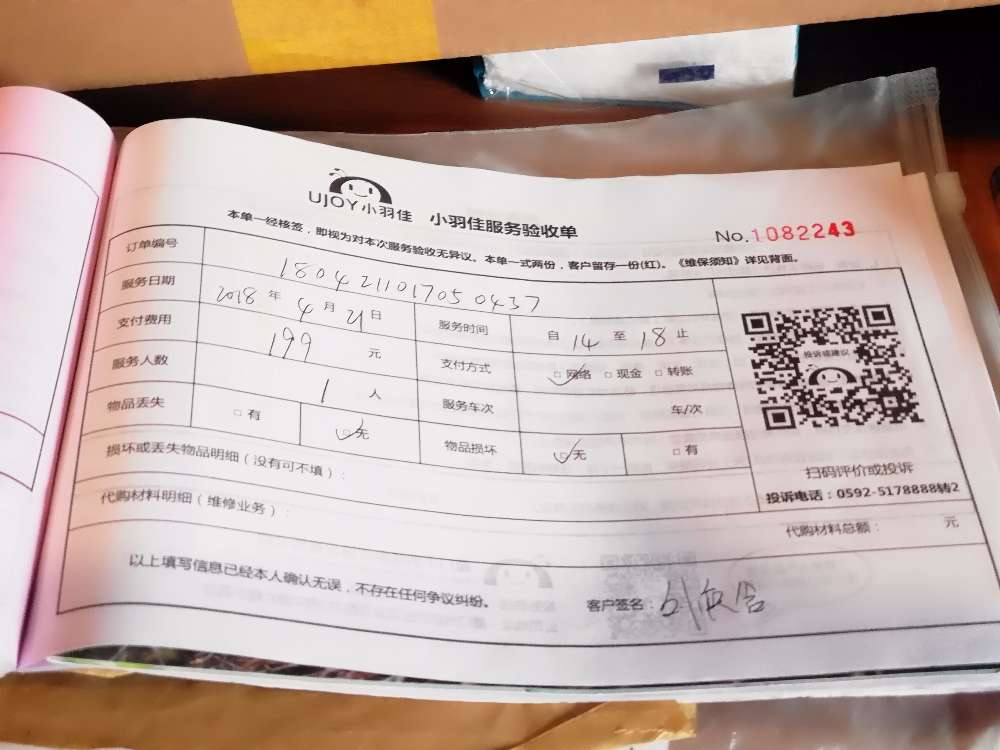 UJOY小羽佳 小羽佳服务验收单
No.1082243
本单一经核签，即视为对本次服务验收无异议。本单一式两份，客户留存一份(红)。《维保须知》详见背面。
订单编号 180421101705 0437
服务日期 2018 年 4 月 21 日 服务时间 自 14 至 18 止
支付费用 199 元 支付方式 □网络 □现金 □转账
服务人数 1 人 服务车次 车/次
物品丢失 □有 □无 物品损坏 □无 □有
投诉或建议
扫码评价或投诉
投诉电话：0592-5178888转2
损坏或丢失物品明细（没有可不填）：
代购材料明细（维修业务）：
代购材料总额： 元
以上填写信息已经本人确认无误，不存在任何争议纠纷。
客户签名：